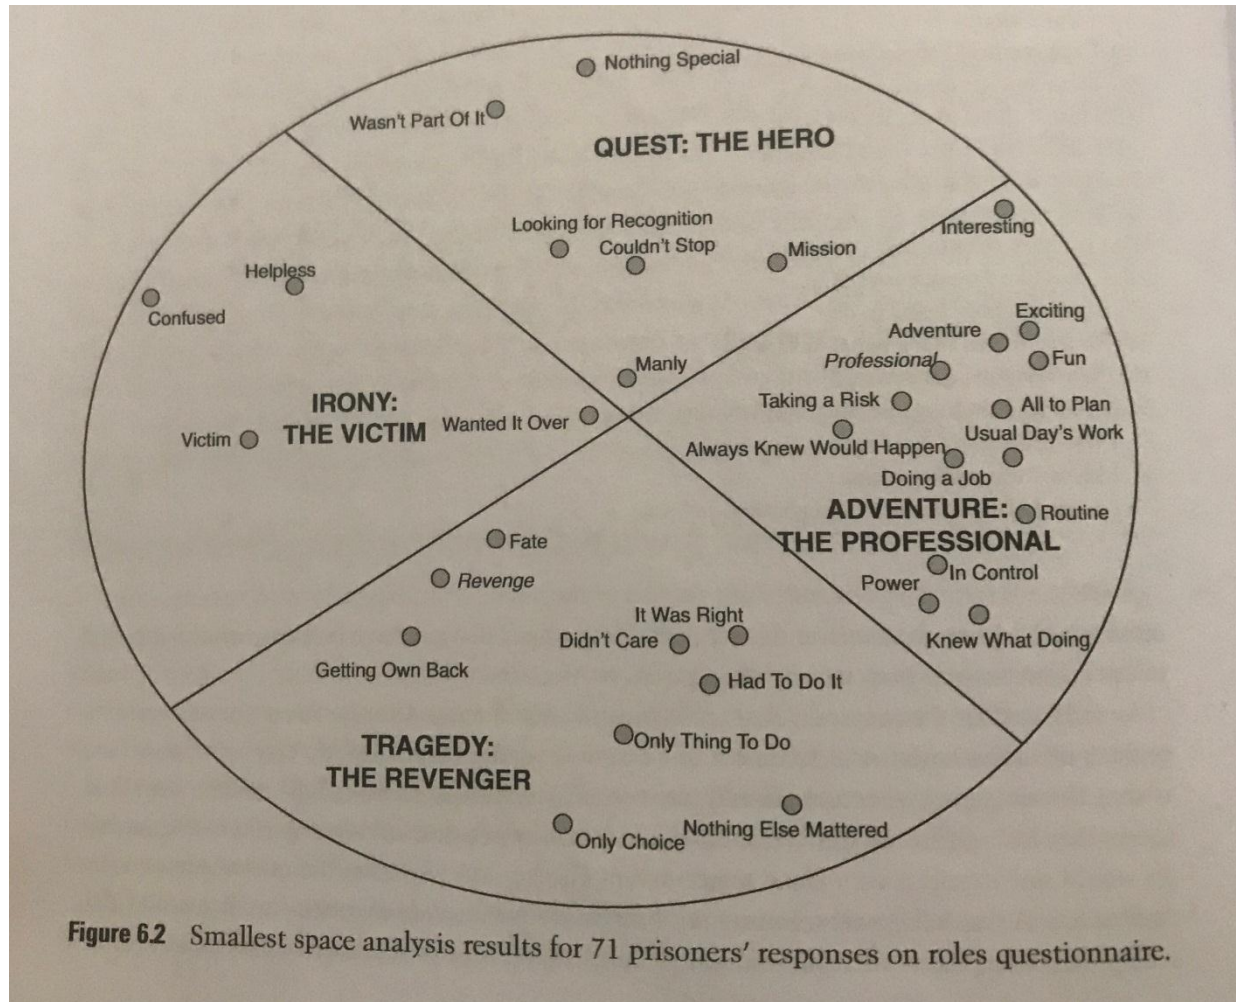 Nothing Special
Wasn't Part Of It
QUEST: THE HERO
Looking for Recognition
Couldn't Stop
Mission
Manly
Interesting
Exciting
Adventure
Fun
Professional
Taking a Risk
All to Plan
Always Knew Would Happen
Usual Day's Work
Doing a Job
ADVENTURE:
THE PROFESSIONAL
Routine
In Control
Power
Knew What Doing
Helpless
Confused
IRONY:
THE VICTIM
Victim
Wanted It Over
Fate
Revenge
Getting Own Back
It Was Right
Didn't Care
Had To Do It
Only Thing To Do
TRAGEDY:
THE REVENGER
Nothing Else Mattered
Only Choice
Figure 6.2 Smallest space analysis results for 71 prisoners' responses on roles questionnaire.